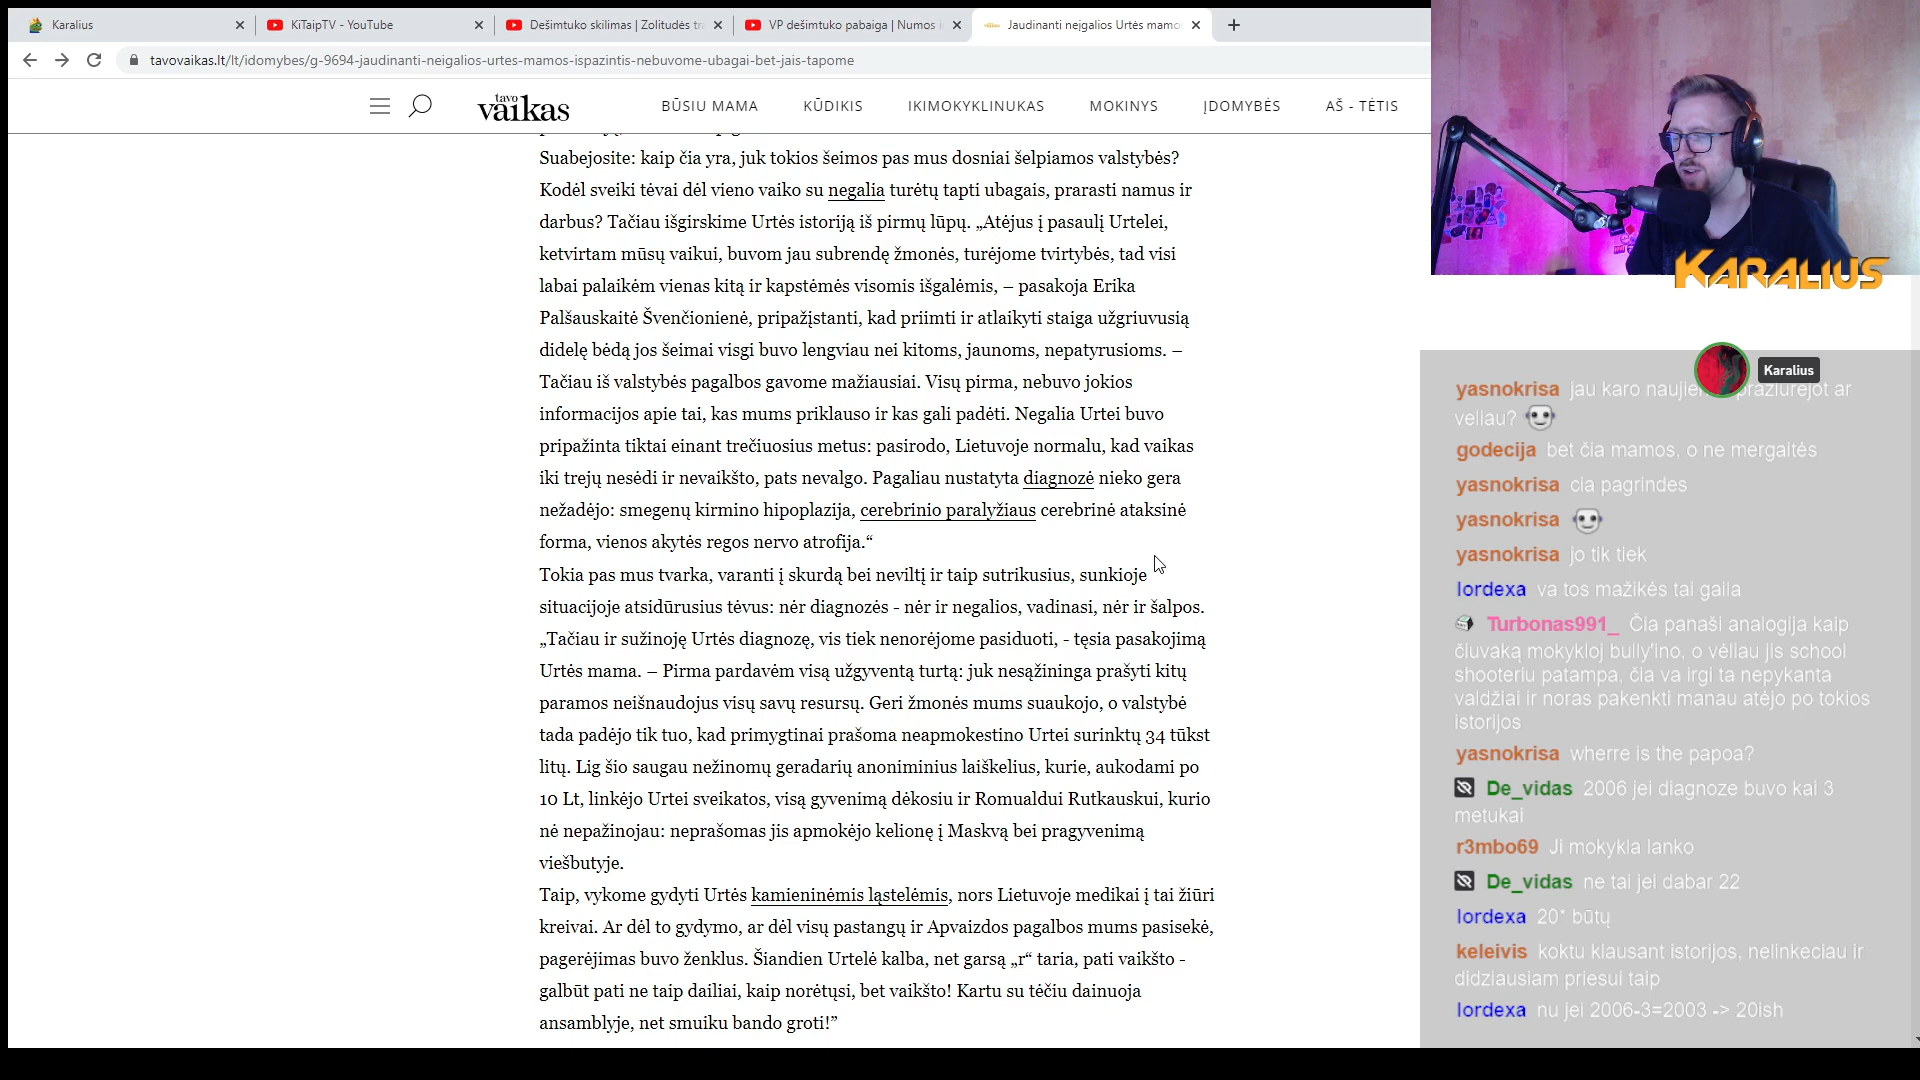 Karalius
KiTaipTV - YouTube
Dešimtuko skilimas | Zolitudės tr
VP dešimtuko pabaiga | Numos i
Jaudinanti neįgalios Urtės mamo
tavovaikas.lt/lt/idomybes/g-9694-jaudinanti-neigalios-urtes-mamos-ispazintis-nebuvome-ubagai-bet-jais-tapome
tavo
vaikas
BŪSIU MAMA
KŪDIKIS
IKIMOKYKLINUKAS
MOKINYS
ĮDOMYBĖS
AŠ - TĖTIS
Suabejosite: kaip čia yra, juk tokios šeimos pas mus dosniai šelpiamos valstybės?
Kodėl sveiki tėvai dėl vieno vaiko su negalia turėtų tapti ubagais, prarasti namus ir
darbus? Tačiau išgirskime Urtės istoriją iš pirmų lūpų. „Atėjus į pasaulį Urtelei,
ketvirtam mūsų vaikui, buvom jau subrendę žmonės, turėjome tvirtybės, tad visi
labai palaikėm vienas kitą ir kapstėmės visomis išgalėmis, – pasakoja Erika
Palšauskaitė Švenčionienė, pripažįstanti, kad priimti ir atlaikyti staiga užgriuvusią
didelę bėdą jos šeimai visgi buvo lengviau nei kitoms, jaunoms, nepatyrusioms. –
Tačiau iš valstybės pagalbos gavome mažiausiai. Visų pirma, nebuvo jokios
informacijos apie tai, kas mums priklauso ir kas gali padėti. Negalia Urtei buvo
pripažinta tiktai einant trečiuosius metus: pasirodo, Lietuvoje normalu, kad vaikas
iki trejų nesėdi ir nevaikšto, pats nevalgo. Pagaliau nustatyta diagnozė nieko gera
nežadėjo: smegenų kirmino hipoplazija, cerebrinio paralyžiaus cerebrinė ataksinė
forma, vienos akytės regos nervo atrofija.“
Tokia pas mus tvarka, varanti į skurdą bei neviltį ir taip sutrikusius, sunkioje
situacijoje atsidūrusius tėvus: nėr diagnozės - nėr ir negalios, vadinasi, nėr ir šalpos.
„Tačiau ir sužinoję Urtės diagnozę, vis tiek nenorėjome pasiduoti, - tęsia pasakojimą
Urtės mama. – Pirma pardavėm visą užgyventą turtą: juk nesąžininga prašyti kitų
paramos neišnaudojus visų savų resursų. Geri žmonės mums suaukojo, o valstybė
tada padėjo tik tuo, kad primygtinai prašoma neapmokestino Urtei surinktų 34 tūkst
litų. Lig šio saugau nežinomų geradarių anoniminius laiškelius, kurie, aukodami po
10 Lt, linkėjo Urtei sveikatos, visą gyvenimą dėkosiu ir Romualdui Rutkauskui, kurio
nė nepažinojau: neprašomas jis apmokėjo kelionę į Maskvą bei pragyvenimą
viešbutyje.
Taip, vykome gydyti Urtės kamieninėmis ląstelėmis, nors Lietuvoje medikai į tai žiūri
kreivai. Ar dėl to gydymo, ar dėl visų pastangų ir Apvaizdos pagalbos mums pasisekė,
pagerėjimas buvo ženklus. Šiandien Urtelė kalba, net garsą „r“ taria, pati vaikšto -
galbūt pati ne taip dailiai, kaip norėtųsi, bet vaikšto! Kartu su tėčiu dainuoja
ansamblyje, net smuiku bando groti!”
KARALIUS
Karalius
yasnokrisa jau karo praziurejot ar
veliau?
godecija bet čia mamos, o ne mergaitės
yasnokrisa cia pagrindes
yasnokrisa
yasnokrisa jo tik tiek
lordexa va tos mažikės tai gaila
Turbonas991_ Čia panaši analogija kaip
čiuvaką mokykloj bully'ino, o vėliau jis school
shooteriu patampa, čia va irgi ta nepykanta
valdžiai ir noras pakenkti manau atėjo po tokios
istorijos
yasnokrisa wherre is the papoa?
De_vidas 2006 jei diagnoze buvo kai 3
metukai
r3mbo69 Ji mokykla lanko
De_vidas ne tai jei dabar 22
lordexa 20* būtų
keleivis koktu klausant istorijos, nelinkeciau ir
didziausiam priesui taip
lordexa nu jei 2006-3=2003 -> 20ish